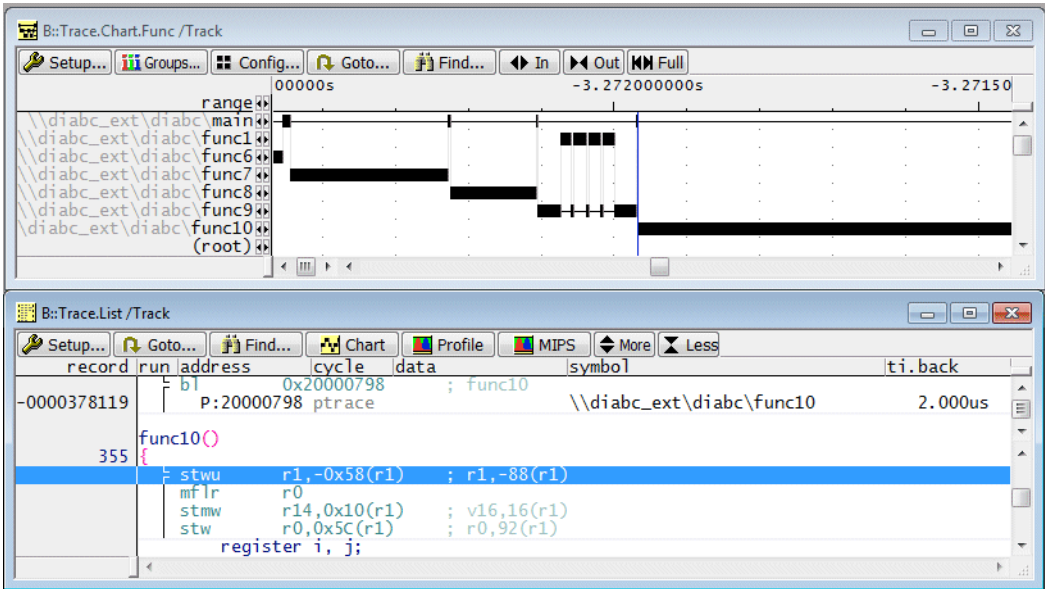 B::Trace.Chart.Func /Track
Setup... Groups... Config... Goto... Find... In Out Full
00000s -3.272000000s -3.27150
range
\\diabc_ext\diabc\main
\\diabc_ext\diabc\func1
\\diabc_ext\diabc\func6
\\diabc_ext\diabc\func7
\\diabc_ext\diabc\func8
\\diabc_ext\diabc\func9
\diabc_ext\diabc\func10
(root)
B::Trace.List /Track
Setup... Goto... Find... Chart Profile MIPS More Less
record run address cycle data symbol ti.back
bl 0x20000798 ; func10
-0000378119 P:20000798 ptrace \\diabc_ext\diabc\func10 2.000us
func10()
355 {
stwu r1,-0x58(r1) ; r1,-88(r1)
mflr r0
stmw r14,0x10(r1) ; v16,16(r1)
stw r0,0x5C(r1) ; r0,92(r1)
register i, j;